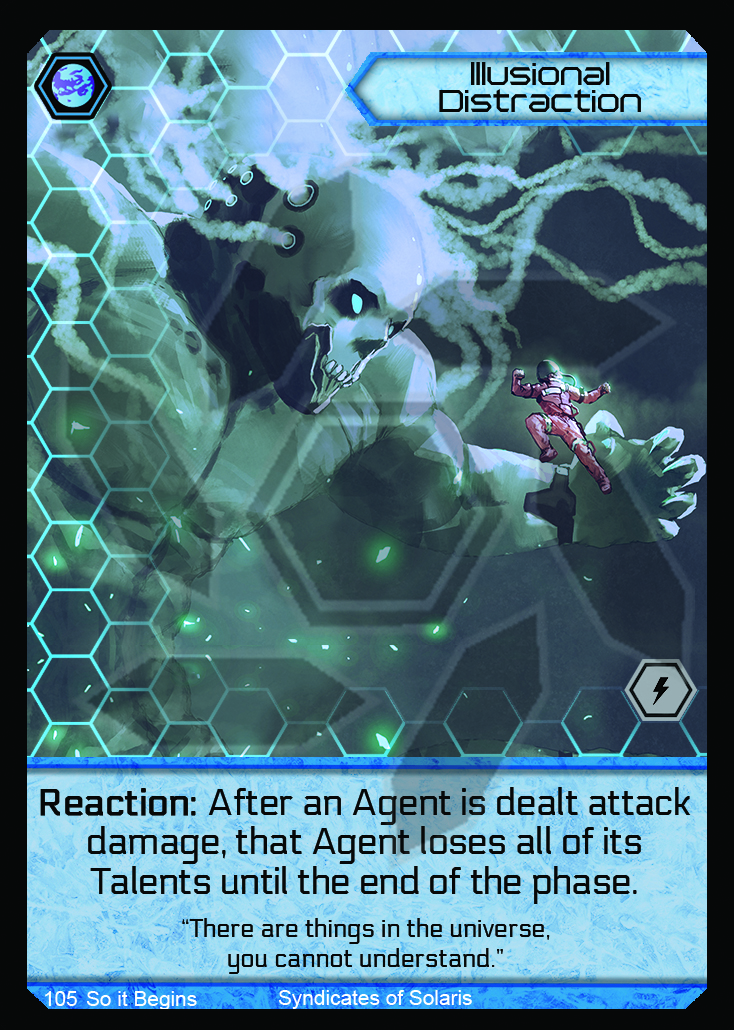 Illusional
Distraction
Reaction: After an Agent is dealt attack
damage, that Agent loses all of its
Talents until the end of the phase.
“There are things in the universe,
you cannot understand.”
105 So it Begins
Syndicates of Solaris